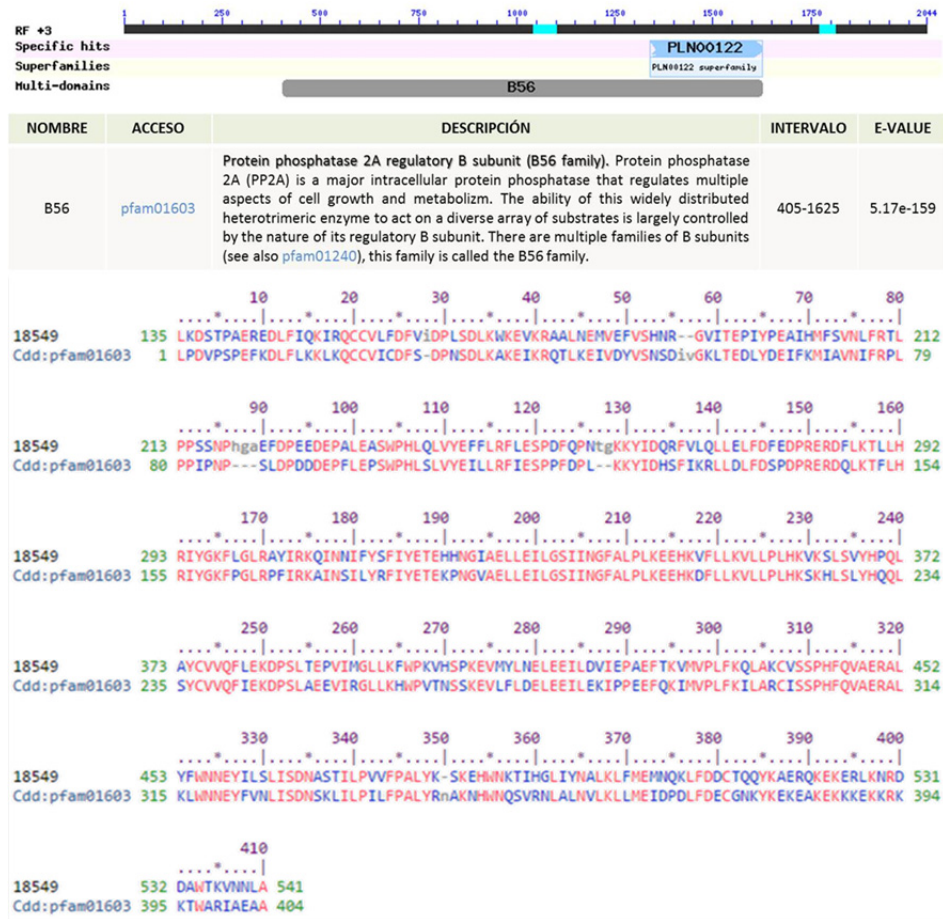 1 250 500 750 1000 1250 1500 1750 2044
RF +3
Specific hits PLN00122
Superfamilies PLN00122 superfamily
Multi-domains B56
NOMBRE ACCESO DESCRIPCIÓN INTERVALO E-VALUE
Protein phosphatase 2A regulatory B subunit (B56 family). Protein phosphatase
2A (PP2A) is a major intracellular protein phosphatase that regulates multiple
aspects of cell growth and metabolizm. The ability of this widely distributed
B56 pfam01603 heterotrimeric enzyme to act on a diverse array of substrates is largely controlled 405-1625 5.17e-159
by the nature of its regulatory B subunit. There are multiple families of B subunits
(see also pfam01240), this family is called the B56 family.
10 20 30 40 50 60 70 80
....*....|....*....|....*....|....*....|....*....|....*....|....*....|....*....|
18549 135 LKDSTPAEREDLFIQKIRQCCVLFDFViDPLSDLKWKEVKRAALNEMVEFVSHNR--GVITEPIYPEAIHMFSVNLFRTL 212
Cdd:pfam01603 1 LPDVPSPEFKDLFLKKLKQCCVICDFS-DPNSDLKAKEIKRQTLKEIVDYVSNSDivGKLTEDLYDEIFKMIAVNIFRPL 79
90 100 110 120 130 140 150 160
....*....|....*....|....*....|....*....|....*....|....*....|....*....|....*....|
18549 213 PPSSNPhgaEFDPEEDEPALEASWPHLQLVYEFFLRFLESPDFQPNtgKKYIDQRFVLQLLELFDFEDPRERDFLKTLLH 292
Cdd:pfam01603 80 PPIPNP---SLDPDDDEPFLEPSWPHLSLVYEILLRFIESPPFDPL--KKYIDHSFIKRLLDLFDSPDPRERDQLKTFLH 154
170 180 190 200 210 220 230 240
....*....|....*....|....*....|....*....|....*....|....*....|....*....|....*....|
18549 293 RIYGKFLGLRAYIRKQINNIFYSFIYETEHHNGIAELLEILGSIINGFALPLKEEHKVFLLKVLLPLHKVKSLSVYHPQL 372
Cdd:pfam01603 155 RIYGKFPGLRPFIRKAINSILYRFIYETEKPNGVAELLEILGSIINGFALPLKEEHKDFLLKVLLPLHKSKHLSLYHQQL 234
250 260 270 280 290 300 310 320
....*....|....*....|....*....|....*....|....*....|....*....|....*....|....*....|
18549 373 AYCVVQFLEKDPSLTEPVIMGLLKFWPKVHSPKEVMYLNELEEILDVIEPAEFTKVMVPLFKQLAKCVSSPHFQVAERAL 452
Cdd:pfam01603 235 SYCVVQFIEKDPSLAEEVIRGLLKHWPVTNSSKEVLFLDELEEILEKIPPEEFQKIMVPLFKILARCISSPHFQVAERAL 314
330 340 350 360 370 380 390 400
....*....|....*....|....*....|....*....|....*....|....*....|....*....|....*....|
18549 453 YFWNNEYILSLISDNASTILPVVFPALYK-SKEHWNKTIHGLIYNALKLFMEMNQKLFDDCTQQYKAERQKEKERLKNRD 531
Cdd:pfam01603 315 KLWNNEYFVNLISDNSKLILPILFPALYRnAKNHWNQSVRNLALNVLKLLMEIDPDLFDECGNKYKEKEAKEKKKEKKRK 394
410
....*....|
18549 532 DAWTKVNNLA 541
Cdd:pfam01603 395 KTWARIAEAA 404